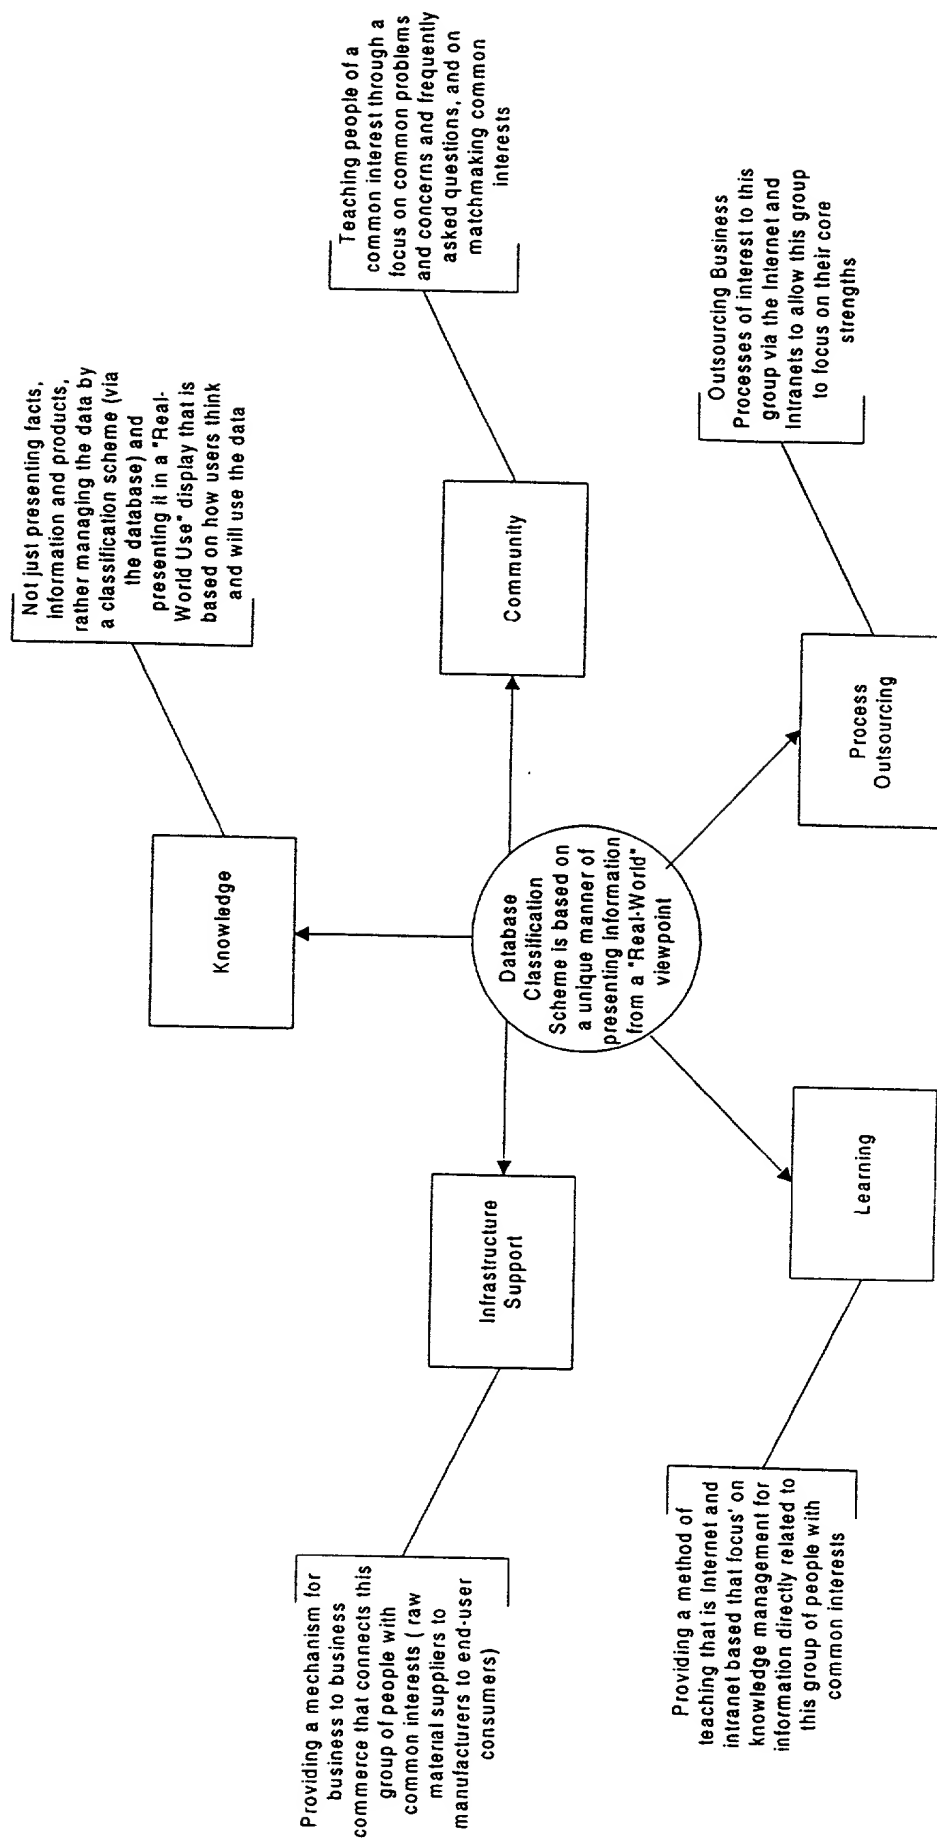 Not just presenting facts,
information and products,
rather managing the data by
a classification scheme (via
the database) and
presenting it in a "Real-
World Use" display that is
based on how users think
and will use the data
Knowledge
Providing a mechanism for
business to business
commerce that connects this
group of people with
common interests ( raw
material suppliers to
manufacturers to end-user
consumers)
Infrastructure
Support
Database
Classification
Scheme is based on
a unique manner of
presenting information
from a "Real-World"
viewpoint
Community
Teaching people of a
common interest through a
focus on common problems
and concerns and frequently
asked questions, and on
matchmaking common
interests
Providing a method of
teaching that is Internet and
intranet based that focus' on
knowledge management for
information directly related to
this group of people with
common interests
Learning
Process
Outsourcing
Outsourcing Business
Processes of interest to this
group via the Internet and
Intranets to allow this group
to focus on their core
strengths